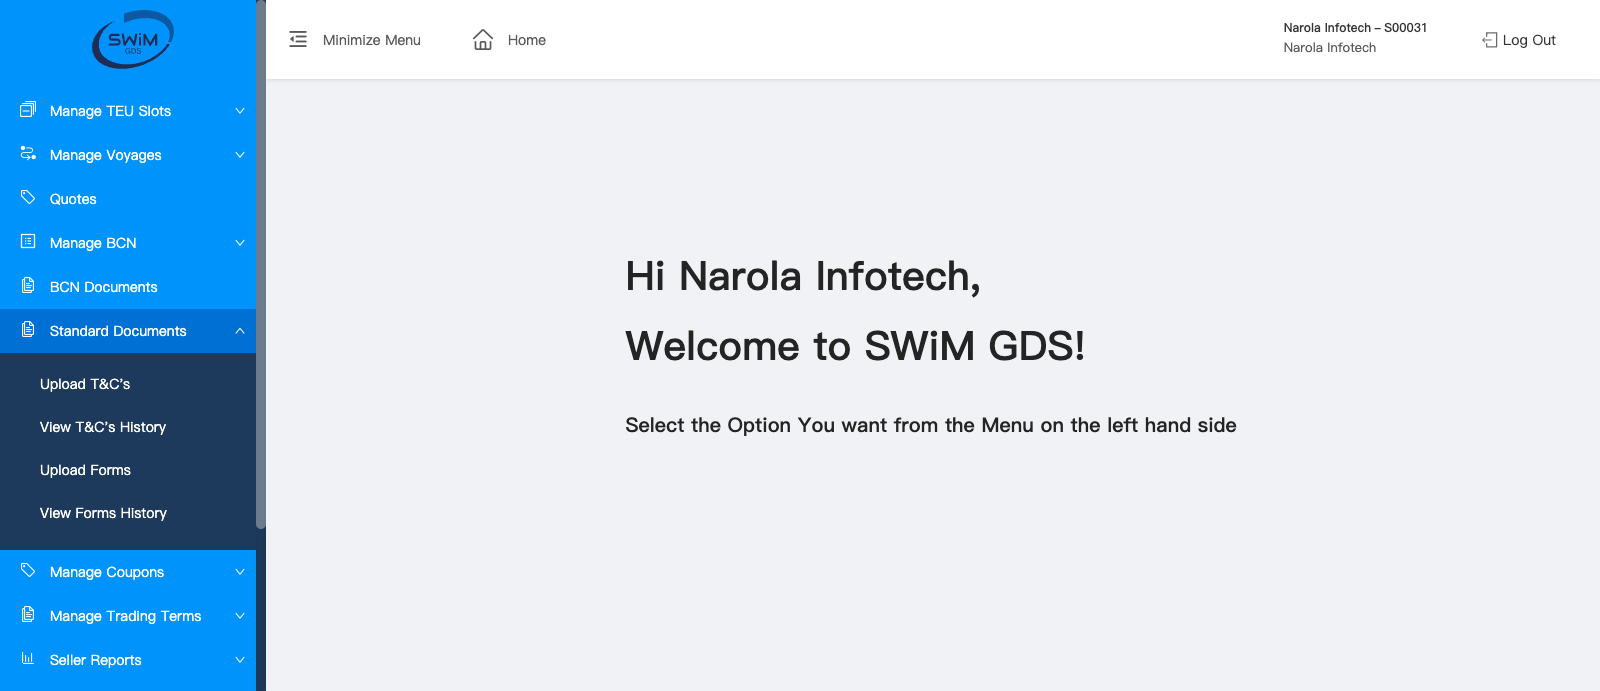 SWiM
GDS
Minimize Menu
Home
Narola Infotech – S00031
Narola Infotech
Log Out
Manage TEU Slots
Manage Voyages
Quotes
Manage BCN
BCN Documents
Standard Documents
Upload T&C's
View T&C's History
Upload Forms
View Forms History
Manage Coupons
Manage Trading Terms
Seller Reports
Hi Narola Infotech,
Welcome to SWiM GDS!
Select the Option You want from the Menu on the left hand side